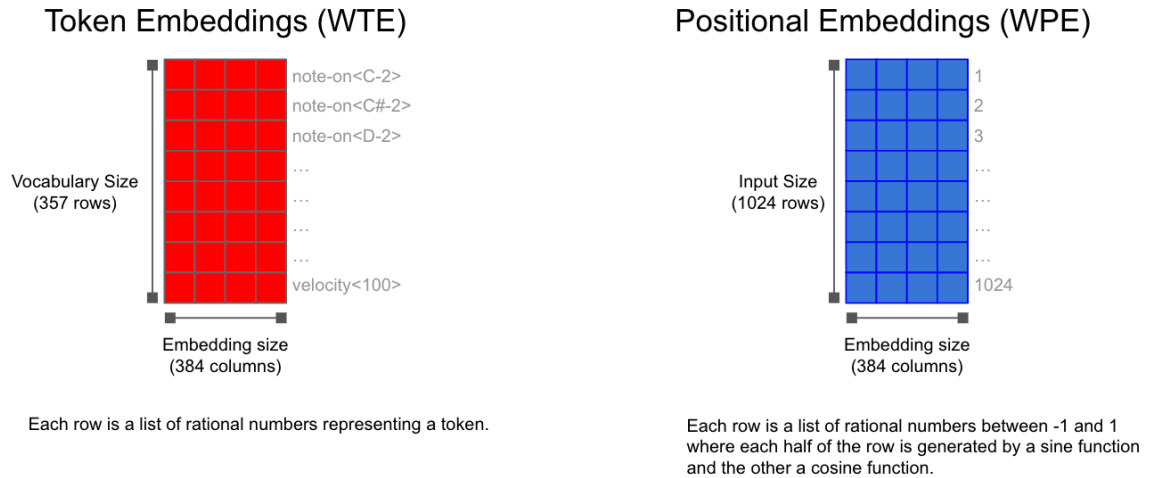 Token Embeddings (WTE)
note-on<C-2>
note-on<C#-2>
note-on<D-2>
...
...
...
...
velocity<100>
Vocabulary Size
(357 rows)
Embedding size
(384 columns)
Each row is a list of rational numbers representing a token.
Positional Embeddings (WPE)
1
2
3
...
...
...
...
1024
Input Size
(1024 rows)
Embedding size
(384 columns)
Each row is a list of rational numbers between -1 and 1
where each half of the row is generated by a sine function
and the other a cosine function.